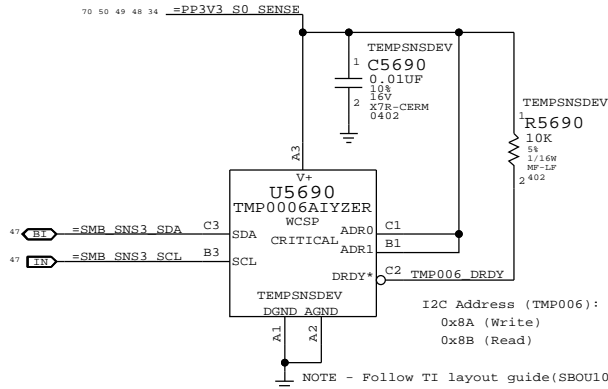 70 50 49 48 34 =PP3V3_S0_SENSE
TEMPSNSDEV
1 C5690
0.01UF
10%
2 16V
X7R-CERM
0402
TEMPSNSDEV
1 R5690
10K
5%
1/16W
MF-LF
2 402
A3
V+
U5690
TMP0006AIYZER
WCSP
CRITICAL
47 BI =SMB_SNS3_SDA C3 SDA
ADR0 C1
ADR1 B1
47 IN =SMB_SNS3_SCL B3 SCL
DRDY* C2 TMP006_DRDY
TEMPSNSDEV
DGND AGND
A1 A2
I2C Address (TMP006):
0x8A (Write)
0x8B (Read)
NOTE - Follow TI layout guide(SBOU10